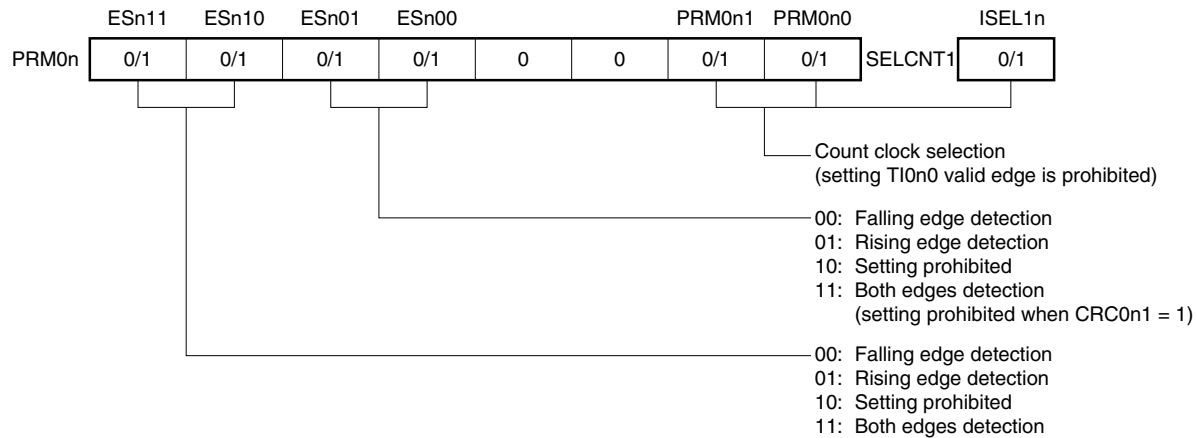 ESn11 ESn10 ESn01 ESn00 PRM0n1 PRM0n0 ISEL1n
PRM0n 0/1 0/1 0/1 0/1 0 0 0/1 0/1 SELCNT1 0/1
Count clock selection
(setting TI0n0 valid edge is prohibited)
00: Falling edge detection
01: Rising edge detection
10: Setting prohibited
11: Both edges detection
(setting prohibited when CRC0n1 = 1)
00: Falling edge detection
01: Rising edge detection
10: Setting prohibited
11: Both edges detection